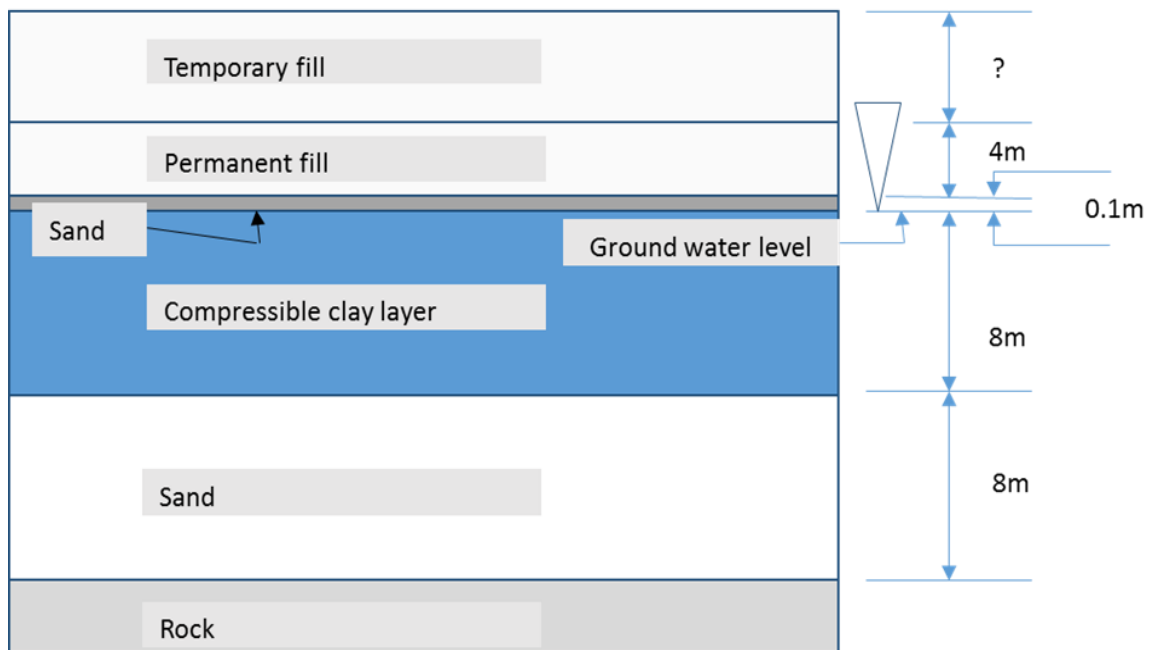 Temporary fill
?
Permanent fill
4m
0.1m
Sand
Ground water level
Compressible clay layer
8m
Sand
8m
Rock